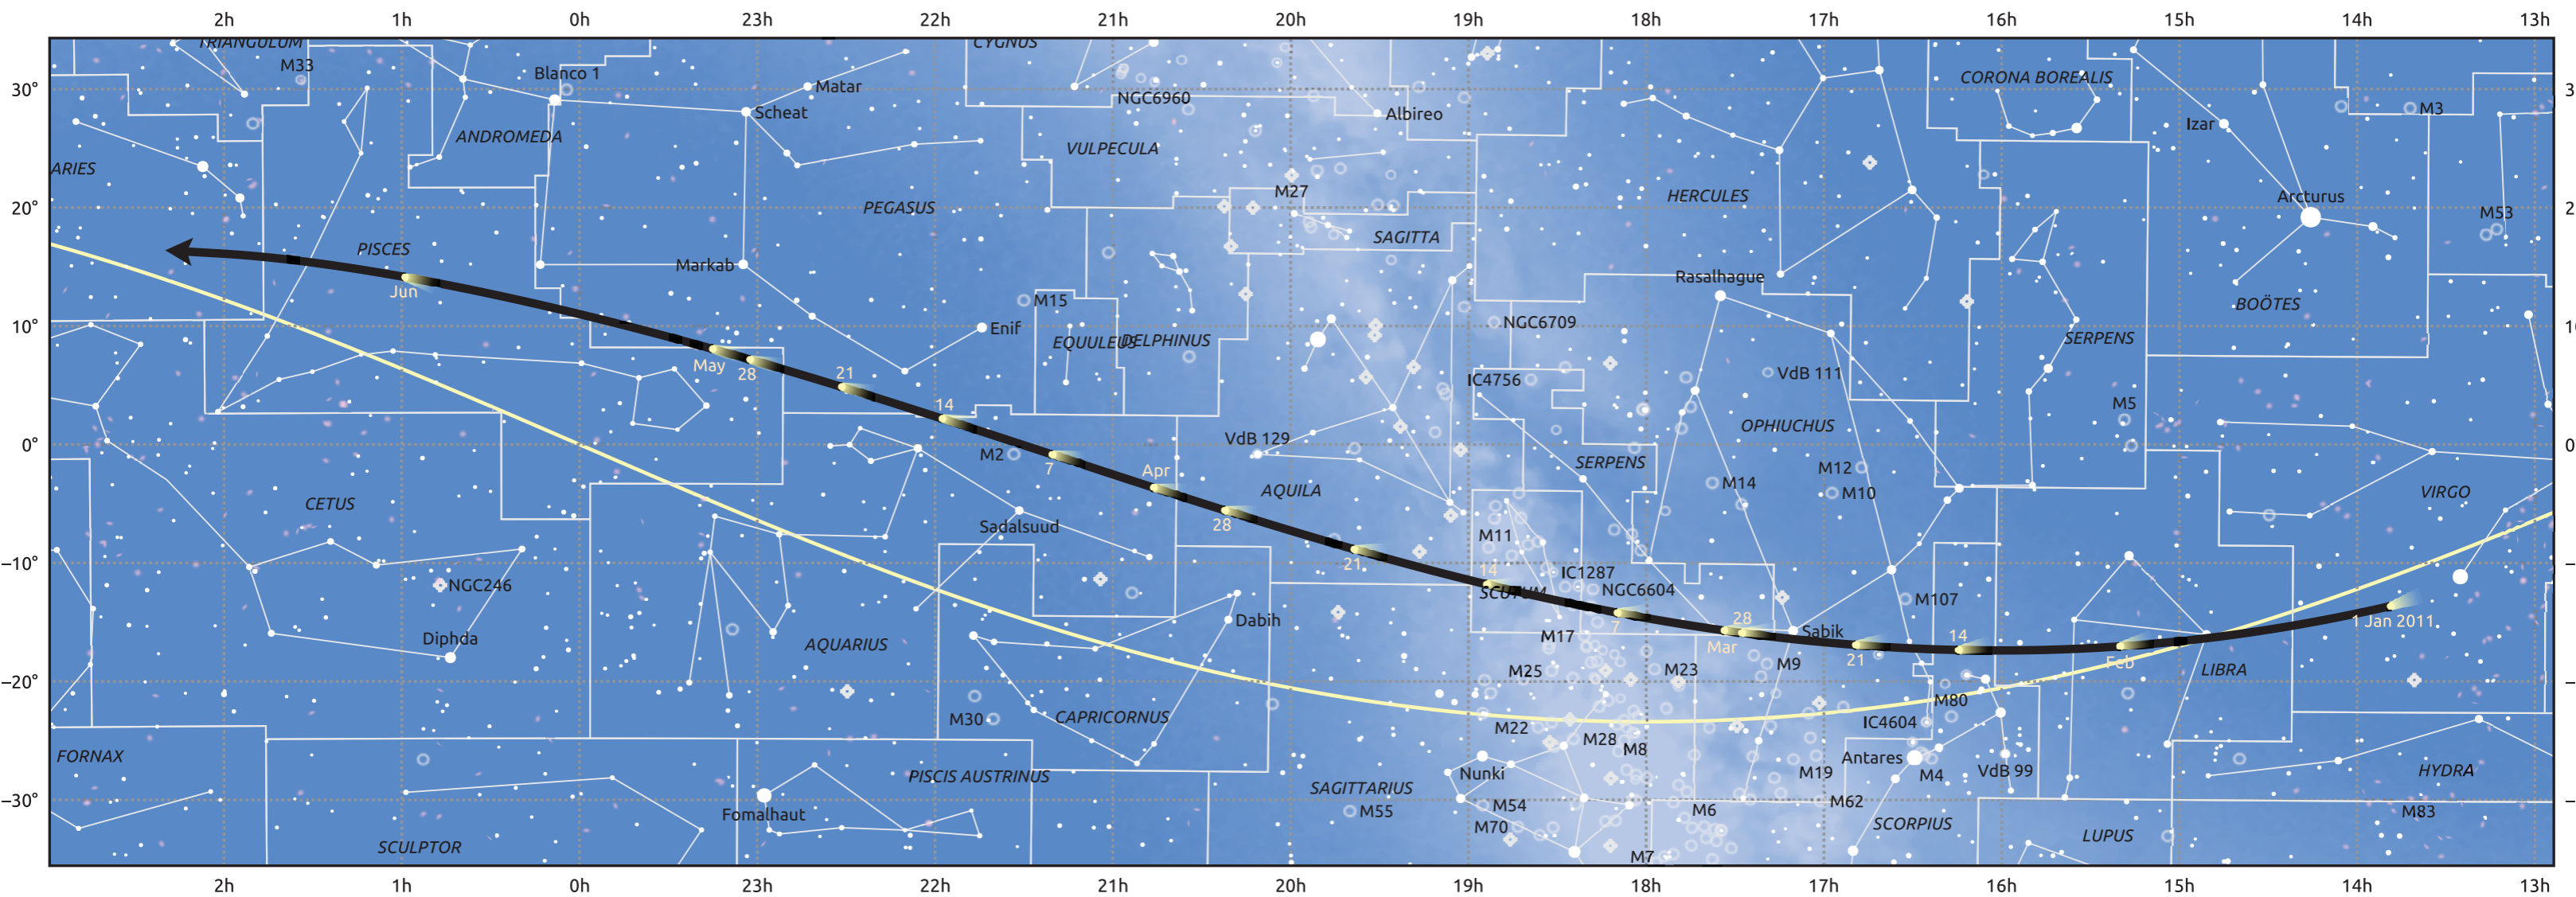 2h 1h 0h 23h 22h 21h 20h 19h 18h 17h 16h 15h 14h 13h
TRIANGULUM CYGNUS
M33 Blanco 1 CORONA BOREALIS
30° Matar NGC6960 Albireo M3 3
Scheat Izar
ANDROMEDA VULPECULA
ARIES
M27 HERCULES Arcturus
20° PEGASUS M53 2
PISCES SAGITTA
Markab Rasalhague
Jun M15 BOÖTES
10° Enif NGC6709 10
EQUULEUS DELPHINUS SERPENS
May 28 21 IC4756 VdB 111
14 M5
0° M2 VdB 129 OPHIUCHUS 0
7 Apr SERPENS M12
CETUS AQUILA M14 M10 VIRGO
Sadalsuud 28
M11
−10° 21 14 IC1287 −
NGC246 SCUTUM NGC6604 M107
Diphda Dabih 7 28 Sabik 14 1 Jan 2011
AQUARIUS M17 Mar 21 Feb
M25 M23 M9 LIBRA
−20° M80 −
M30 CAPRICORNUS M22 IC4604
M28 M8
FORNAX PISCIS AUSTRINUS Nunki M19 Antares M4 VdB 99 HYDRA
SAGITTARIUS
−30° M55 M54 M6 M62 M83 −
Fomalhaut M70 SCORPIUS LUPUS
SCULPTOR M7
2h 1h 0h 23h 22h 21h 20h 19h 18h 17h 16h 15h 14h 13h